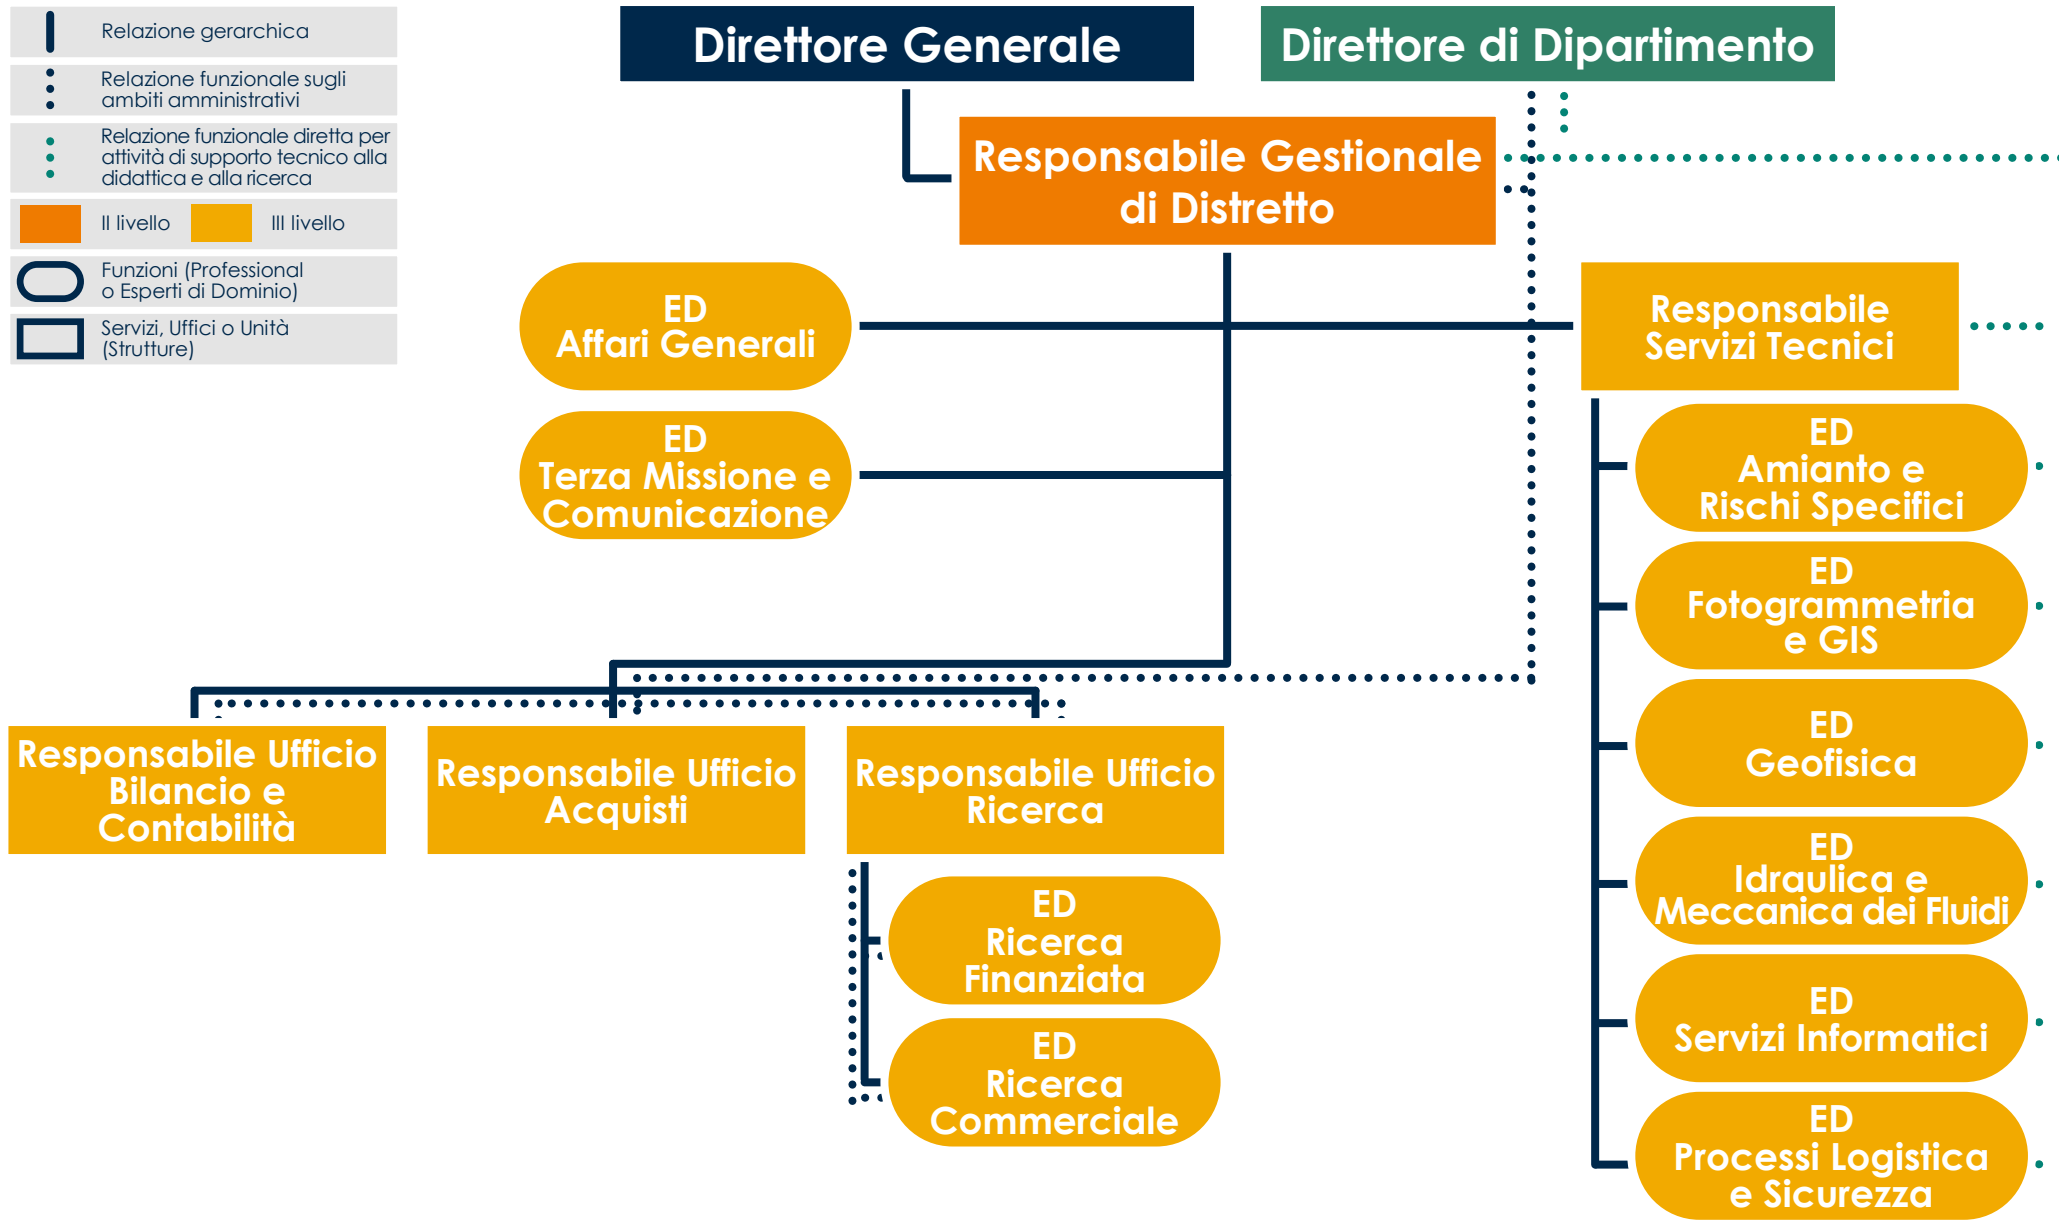 Relazione gerarchica
Relazione funzionale sugli
ambiti amministrativi
Relazione funzionale diretta per
attività di supporto tecnico alla
didattica e alla ricerca
II livello
III livello
Funzioni (Professional
o Esperti di Dominio)
Servizi, Uffici o Unità
(Strutture)
Direttore Generale
Direttore di Dipartimento
Responsabile Gestionale
di Distretto
ED
Affari Generali
ED
Terza Missione e
Comunicazione
Responsabile
Servizi Tecnici
ED
Amianto e
Rischi Specifici
ED
Fotogrammetria
e GIS
ED
Geofisica
ED
Idraulica e
Meccanica dei Fluidi
ED
Servizi Informatici
ED
Processi Logistica
e Sicurezza
Responsabile Ufficio
Bilancio e
Contabilità
Responsabile Ufficio
Acquisti
Responsabile Ufficio
Ricerca
ED
Ricerca
Finanziata
ED
Ricerca
Commerciale